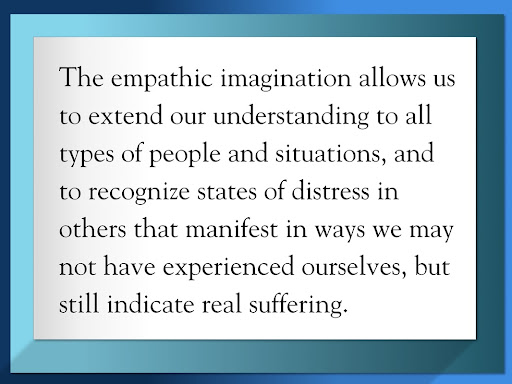 The empathic imagination allows us
to extend our understanding to all
types of people and situations, and
to recognize states of distress in
others that manifest in ways we may
not have experienced ourselves, but
still indicate real suffering.